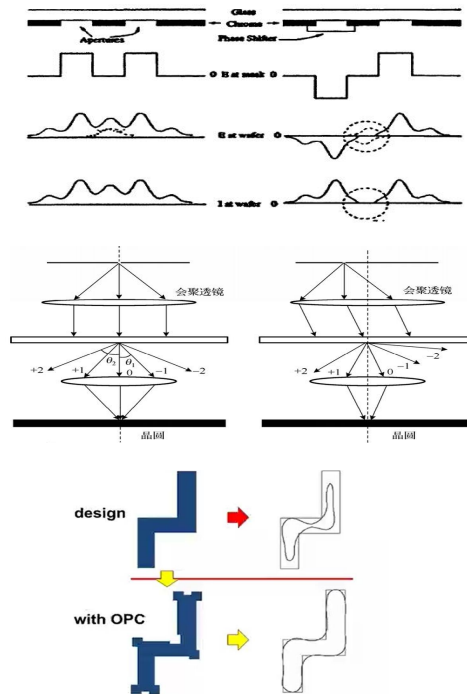 Glass
Chrome
Apertures
Phase Shifter
0 E at mask 0
E at wafer 0
I at wafer 0
会聚透镜 会聚透镜
θ2 θ1
+2 +1 0 -1 -2 +2 +1 0 -1 -2
晶圆 晶圆
design
with OPC